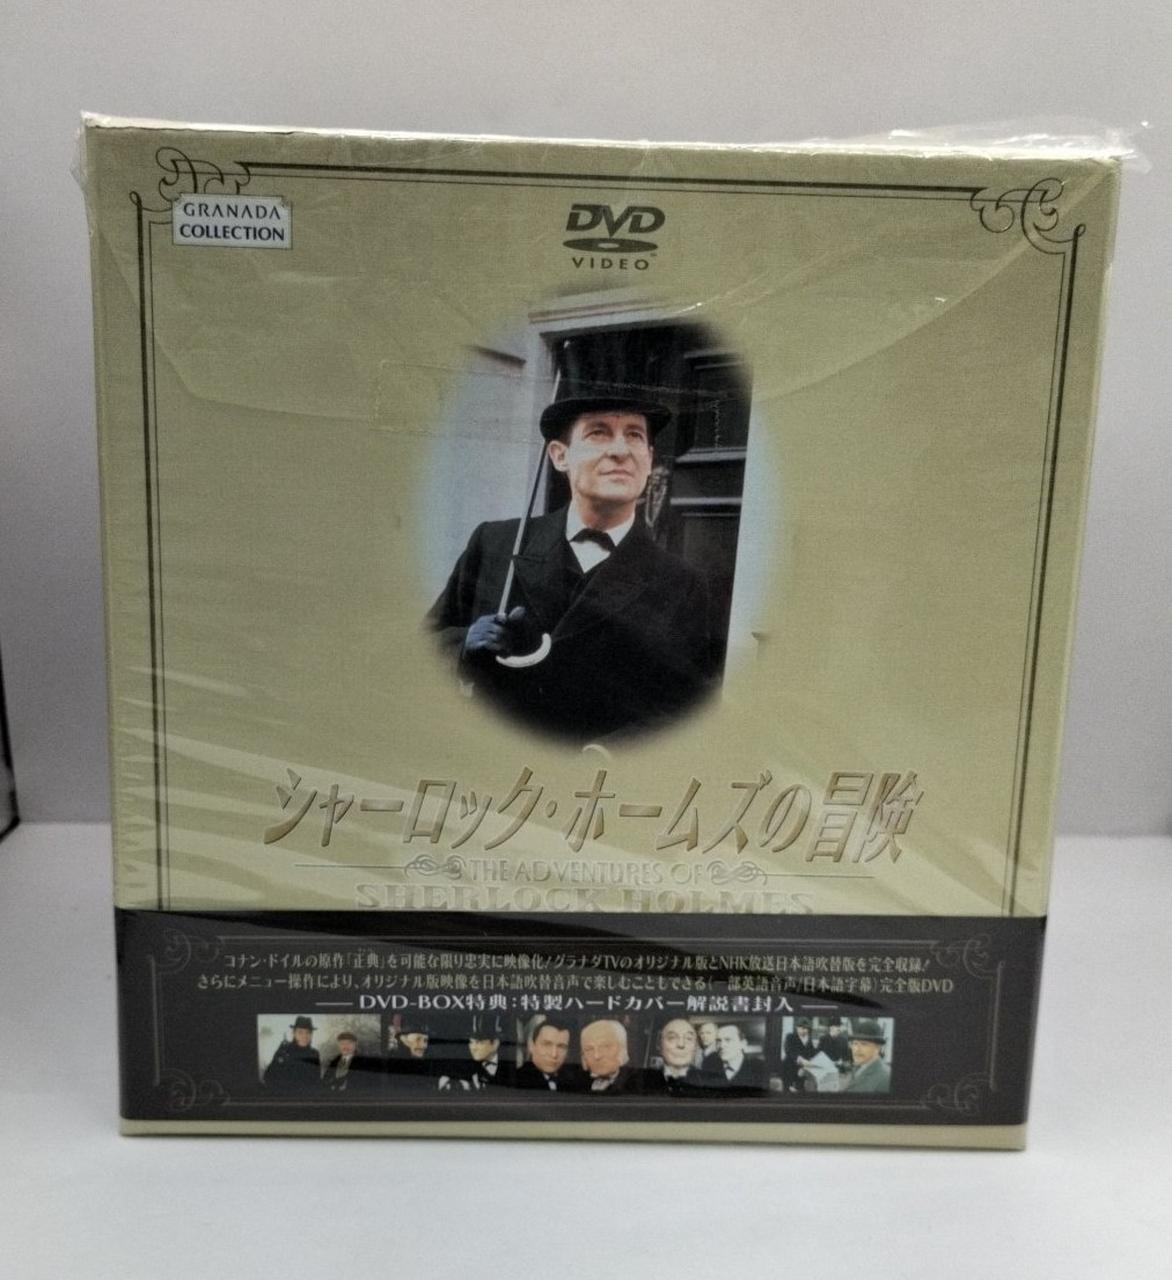 GRANADA
COLLECTION
DVD
VIDEO
シャーロック・ホームズの冒険
THE ADVENTURES OF
SHERLOCK HOLMES
コナン・ドイルの原作「正典」を可能な限り忠実に映像化!グラナダTVのオリジナル版とNHK放送日本語吹替版を完全収録!
さらにメニュー操作により、オリジナル版映像を日本語吹替音声で楽しむこともできる(一部英語音声/日本語字幕)完全版DVD
DVD-BOX特典:特製ハードカバー解説書封入